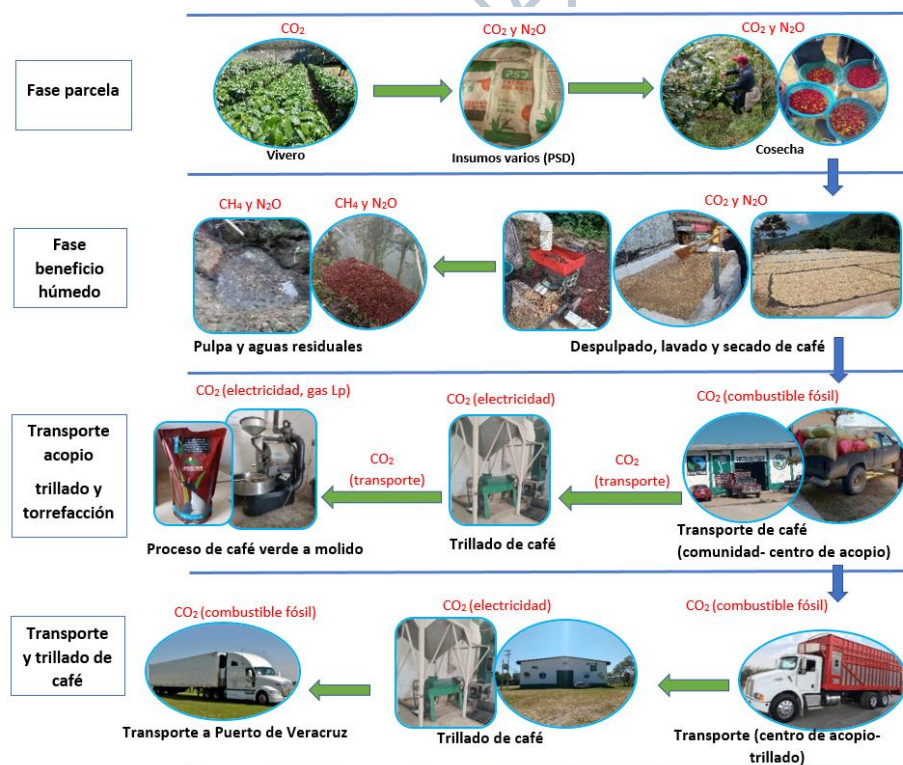 CO₂
CO₂ y N₂O
CO₂ y N₂O
Fase parcela
PSD
Vivero
Insumos varios (PSD)
Cosecha
CH₄ y N₂O
CH₄ y N₂O
CO₂ y N₂O
Fase
beneficio
húmedo
Pulpa y aguas residuales
Despulpado, lavado y secado de café
CO₂ (electricidad, gas Lp)
CO₂ (electricidad)
CO₂ (combustible fósil)
Transporte
acopio
trillado y
torrefacción
CO₂
(transporte)
CO₂
(transporte)
Proceso de café verde a molido
Trillado de café
Transporte de café
(comunidad- centro de acopio)
CO₂ (combustible fósil)
CO₂ (electricidad)
CO₂ (combustible fósil)
Transporte
y trillado de
café
Transporte a Puerto de Veracruz
Trillado de café
Transporte (centro de acopio-
trillado)